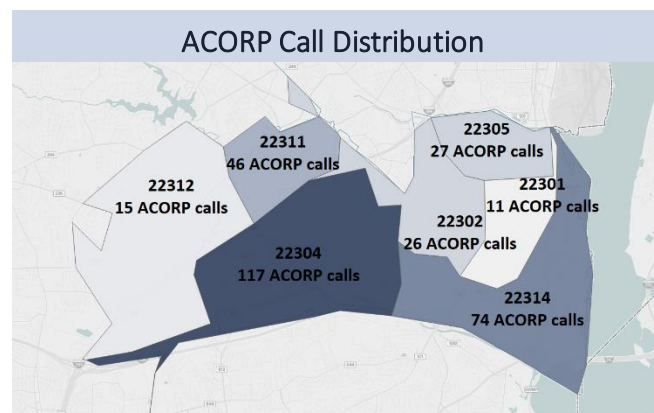 ACORP Call Distribution
22311
46 ACORP calls
22305
27 ACORP calls
22312
15 ACORP calls
22301
11 ACORP calls
22302
26 ACORP calls
22304
117 ACORP calls
22314
74 ACORP calls